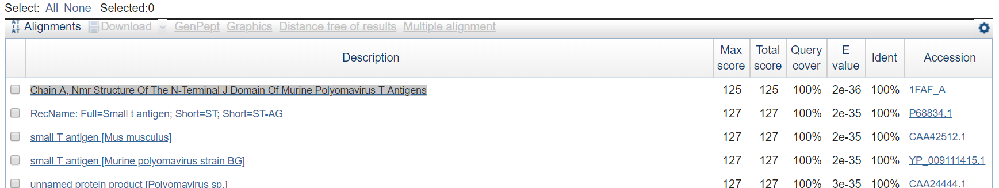 Select: All None Selected:0
Alignments Download GenPept Graphics Distance tree of results Multiple alignment
Description Max score Total score Query cover E value Ident Accession
Chain A, Nmr Structure Of The N-Terminal J Domain Of Murine Polyomavirus T Antigens 125 125 100% 2e-36 100% 1FAF_A
RecName: Full=Small t antigen; Short=ST; Short=ST-AG 127 127 100% 2e-35 100% P68834.1
small T antigen [Mus musculus] 127 127 100% 2e-35 100% CAA42512.1
small T antigen [Murine polyomavirus strain BG] 127 127 100% 2e-35 100% YP_009111415.1
unnamed protein product [Polyomavirus sp.] 127 127 100% 3e-35 100% CAA24444.1